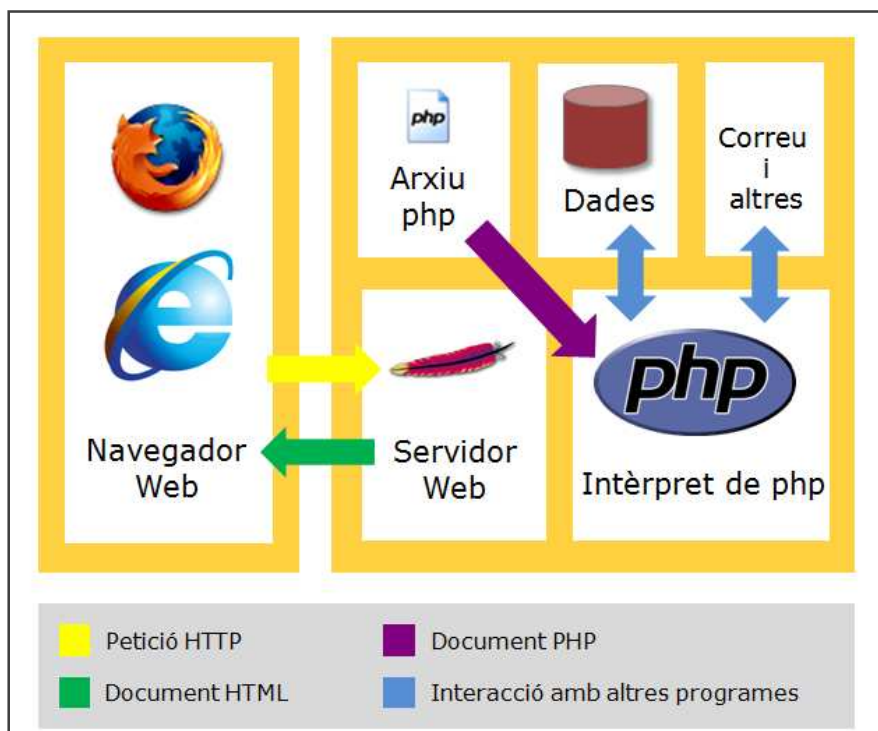 php
Arxiu
php
Dades
Correu
i
altres
Navegador
Web
Servidor
Web
php
Intèrpret de php
Petició HTTP
Document PHP
Document HTML
Interacció amb altres programes